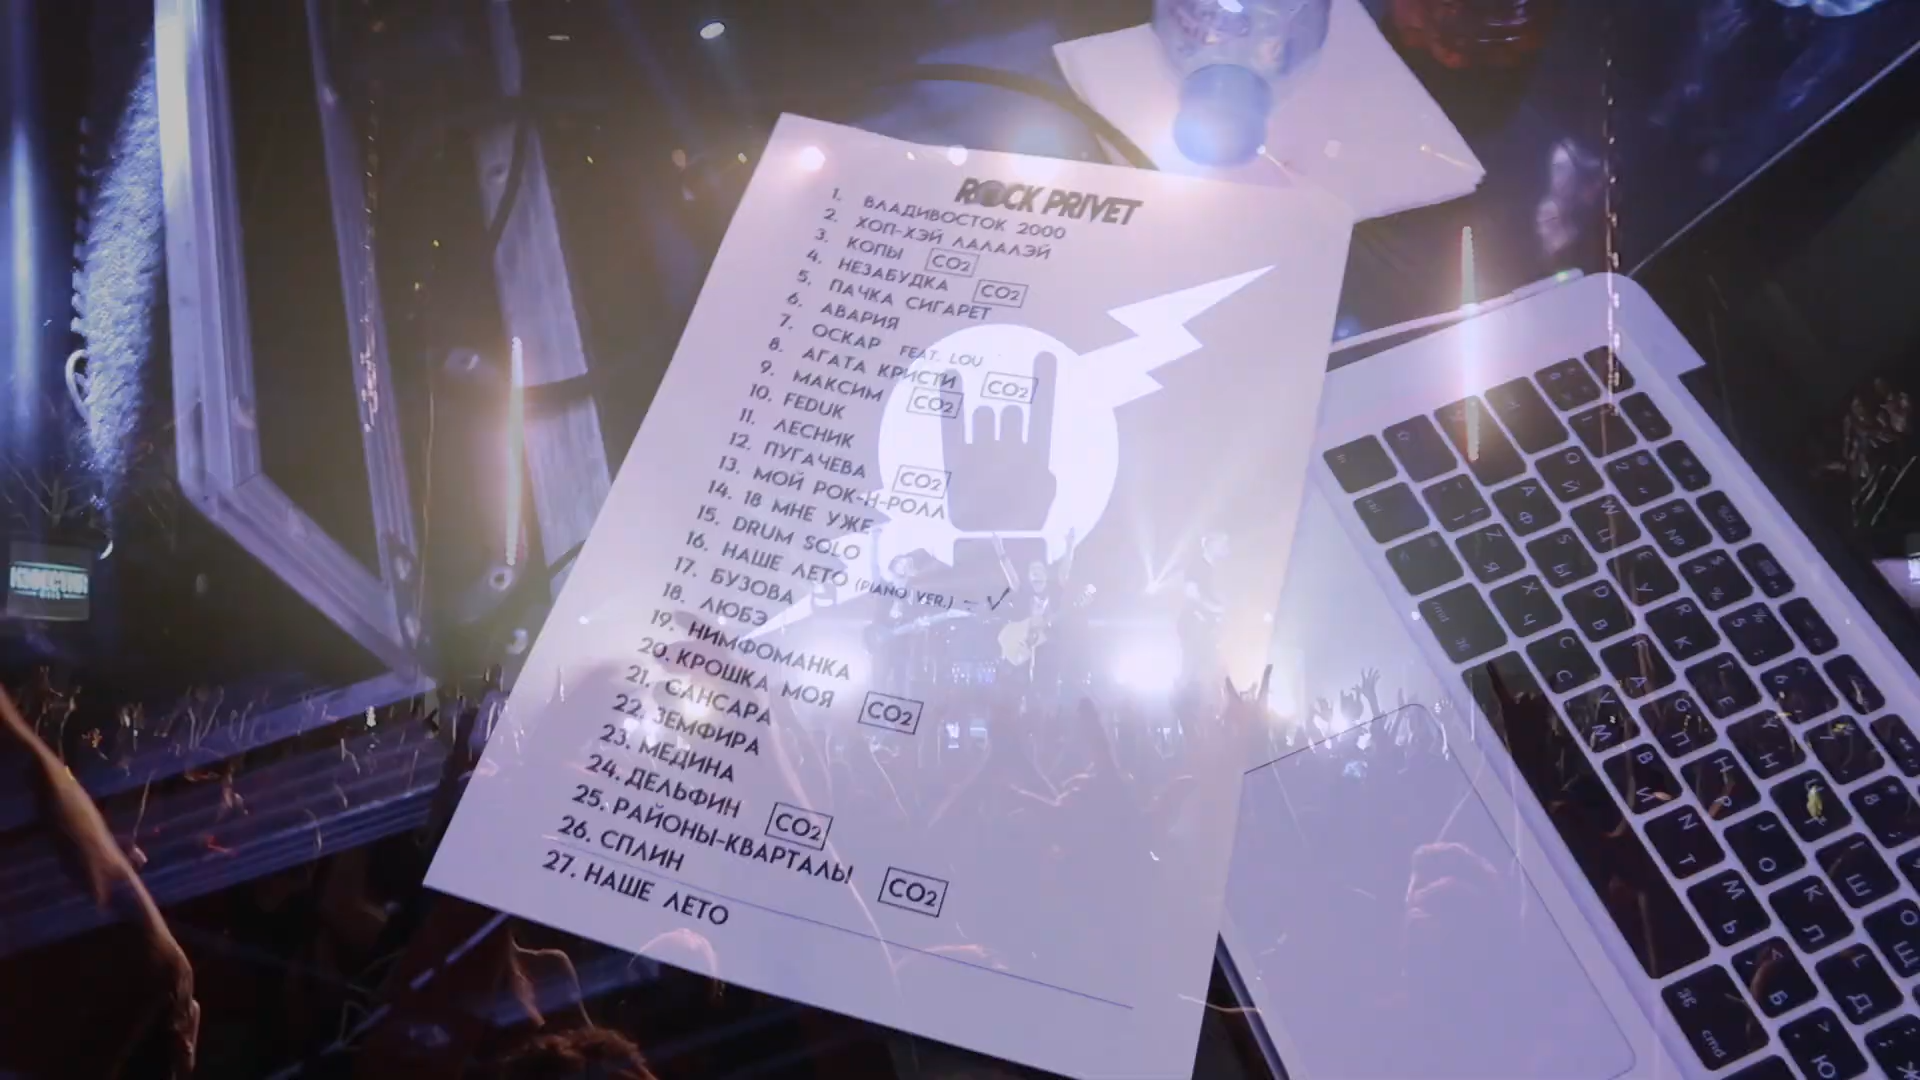 ROCK PRIVET
1. ВЛАДИВОСТОК 2000
2. ХОП-ХЭЙ ЛАЛАЛЭЙ
3. КОПЫ CO2
4. НЕЗАБУДКА CO2
5. ПАЧКА СИГАРЕТ
6. АВАРИЯ
7. ОСКАР FEAT. LOU
8. АГАТА КРИСТИ CO2
9. МАКСИМ CO2
10. FEDUK
11. ЛЕСНИК
12. ПУГАЧЕВА CO2
13. МОЙ РОК-Н-РОЛЛ
14. 18 МНЕ УЖЕ
15. DRUM SOLO
16. НАШЕ ЛЕТО (PIANO VER.) – ✓
17. БУЗОВА
18. ЛЮБЭ
19. НИМФОМАНКА
20. КРОШКА МОЯ CO2
21. САНСАРА
22. ЗЕМФИРА
23. МЕДИНА
24. ДЕЛЬФИН CO2
25. РАЙОНЫ-КВАРТАЛЫ CO2
26. СПЛИН
27. НАШЕ ЛЕТО
ИЗВЕСТИЯ
cmd